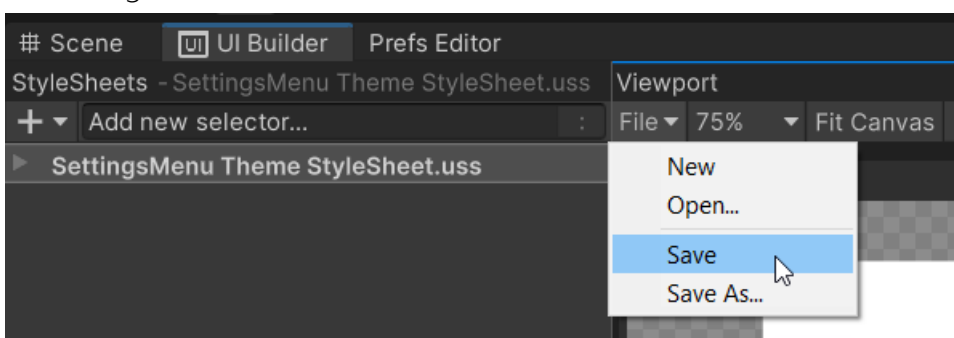 Scene UI UI Builder Prefs Editor
StyleSheets - SettingsMenu Theme StyleSheet.uss Viewport
Add new selector... : File 75% Fit Canvas
SettingsMenu Theme StyleSheet.uss
New
Open...
Save
Save As...